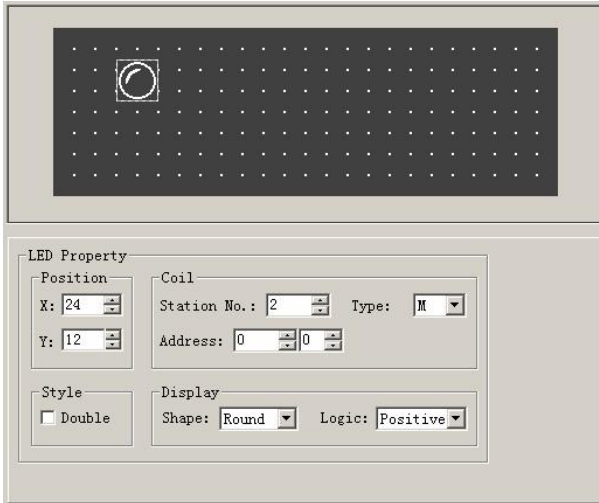 LED Property
Position
Coil
X: 24
Station No.: 2
Type: M
Y: 12
Address: 0 0
Style
Display
Double
Shape: Round
Logic: Positive